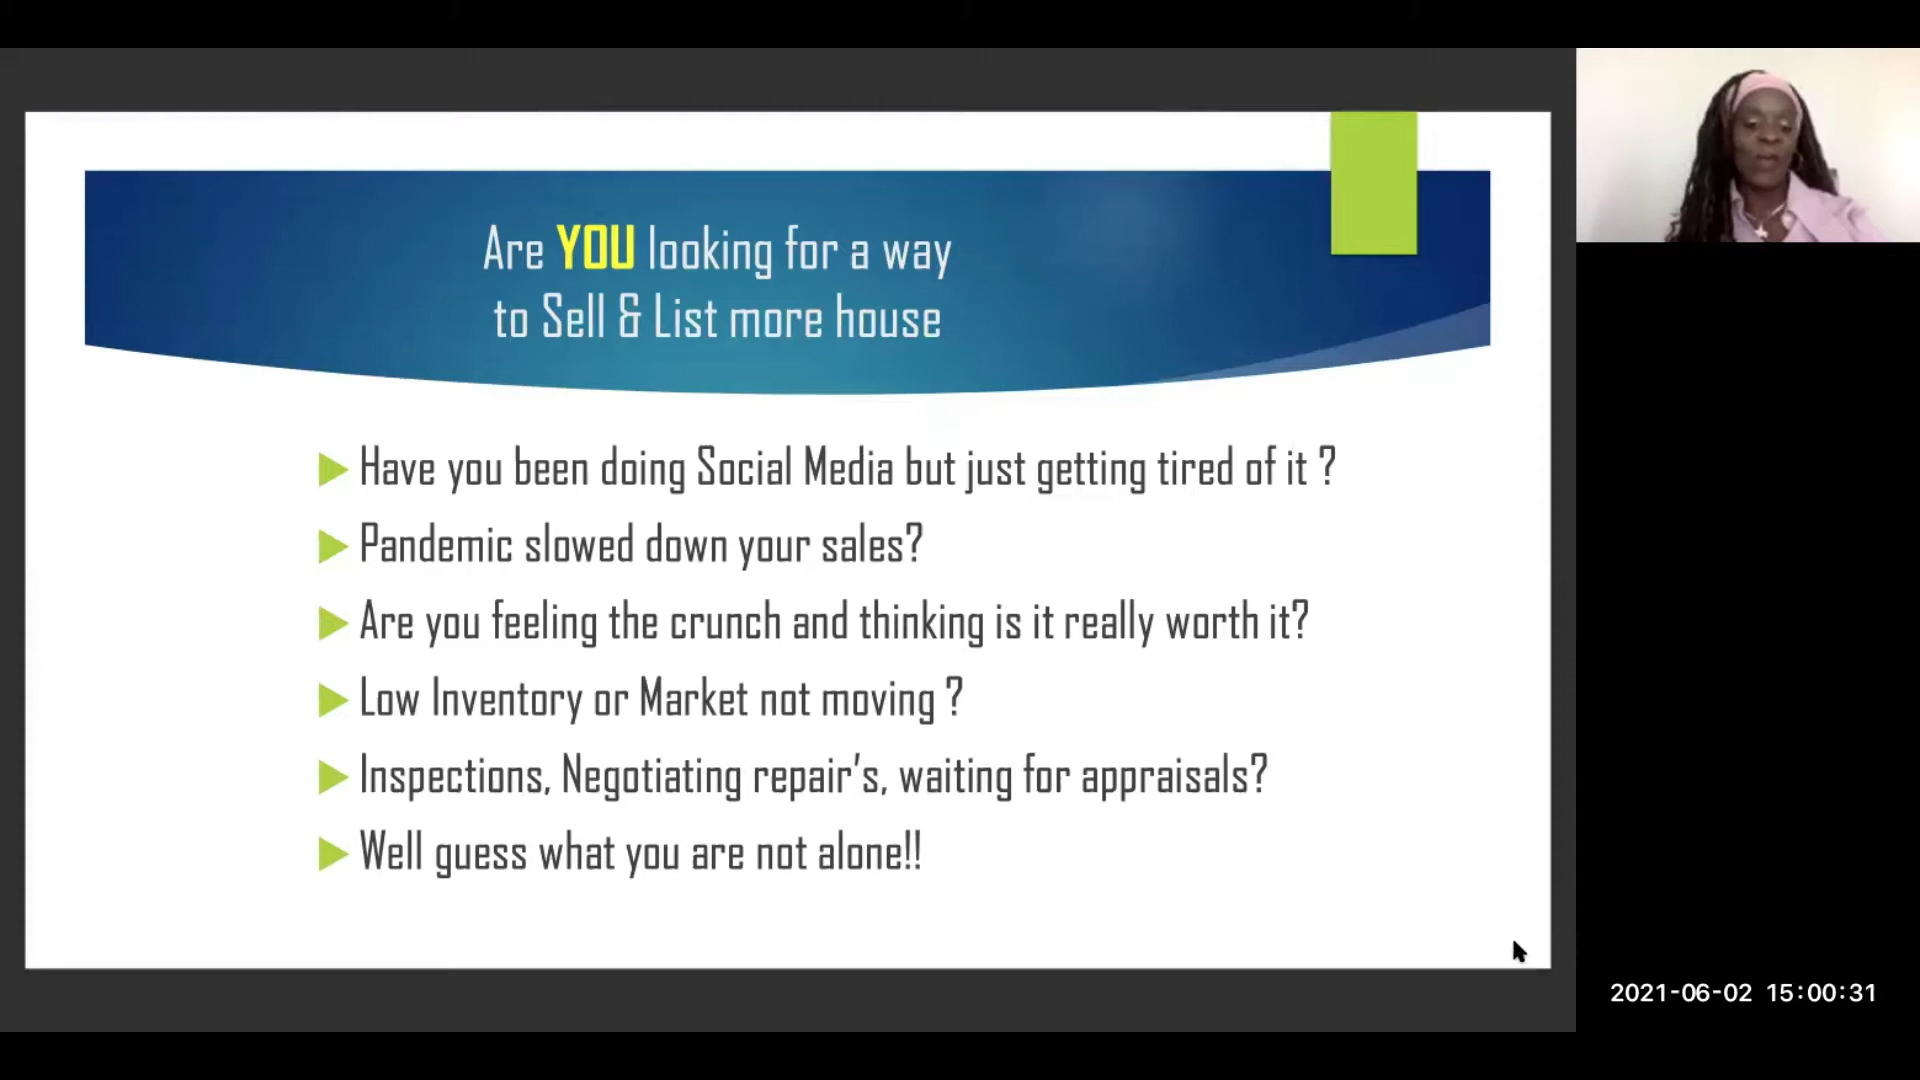 Are YOU looking for a way
to Sell & List more house
Have you been doing Social Media but just getting tired of it ?
Pandemic slowed down your sales?
Are you feeling the crunch and thinking is it really worth it?
Low Inventory or Market not moving ?
Inspections, Negotiating repair's, waiting for appraisals?
Well guess what you are not alone!!
2021-06-02 15:00:31